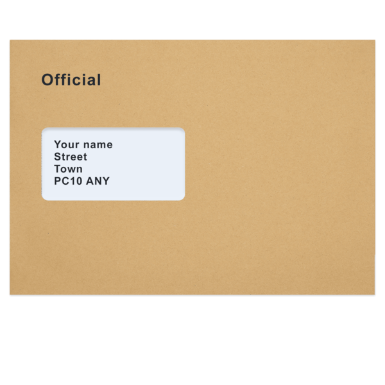 Official
Your name
Street
Town
PC10 ANY